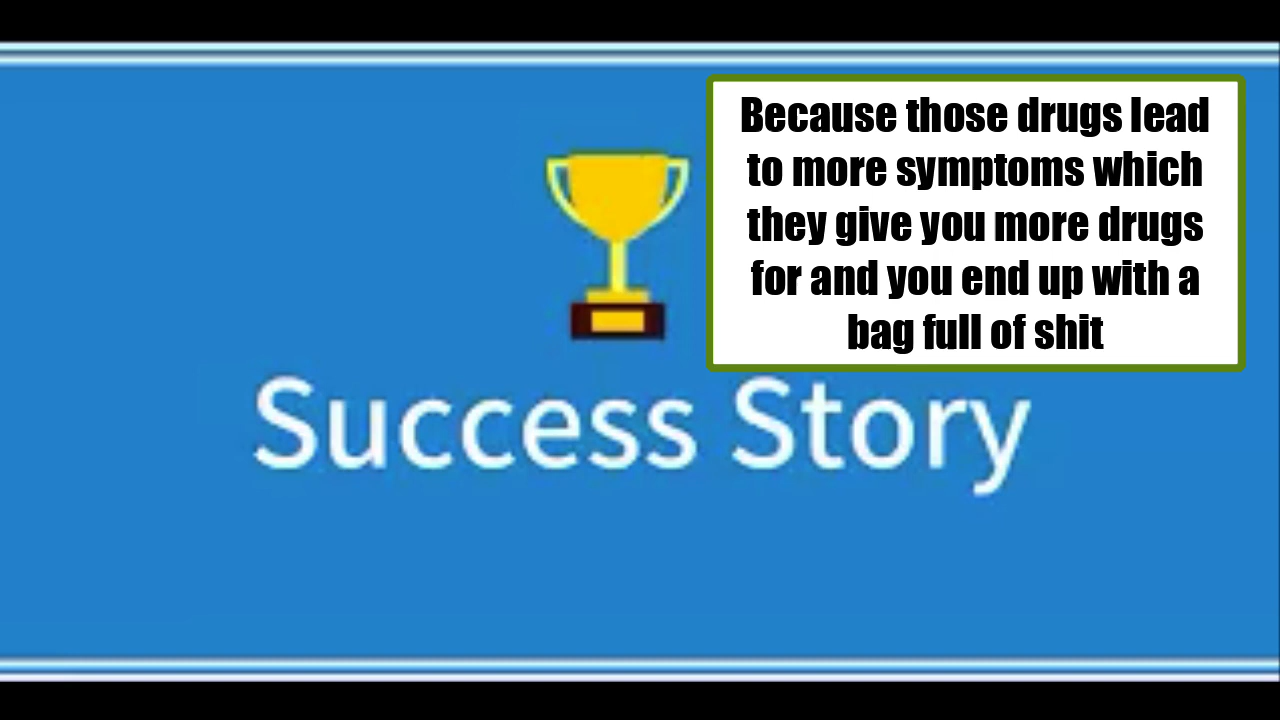 Because those drugs lead
to more symptoms which
they give you more drugs
for and you end up with a
bag full of shit
Success Story